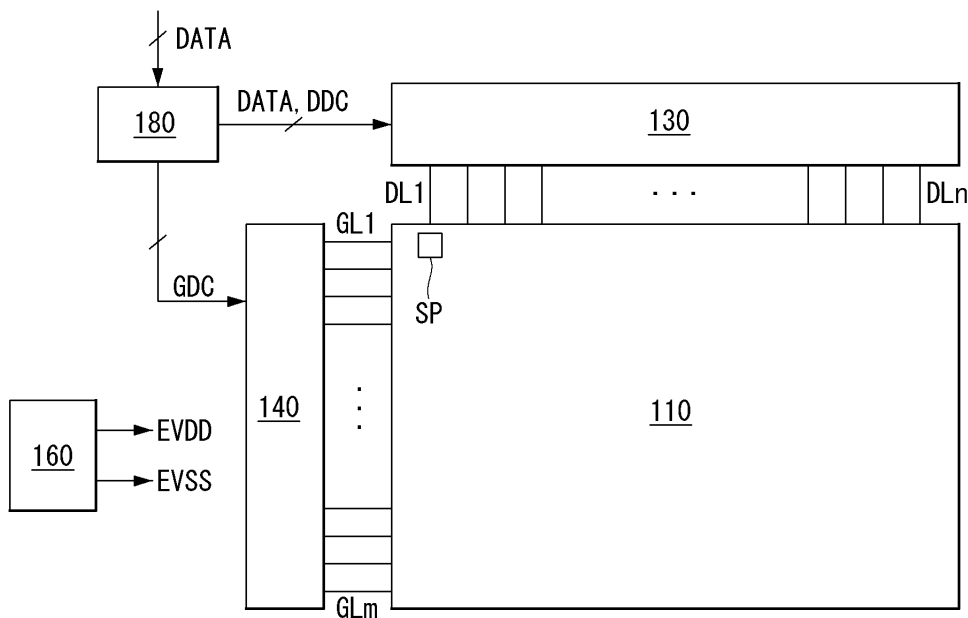 DATA
180
DATA, DDC
130
DL1
. . .
DLn
GL1
GDC
SP
140
110
160
EVDD
EVSS
GLm